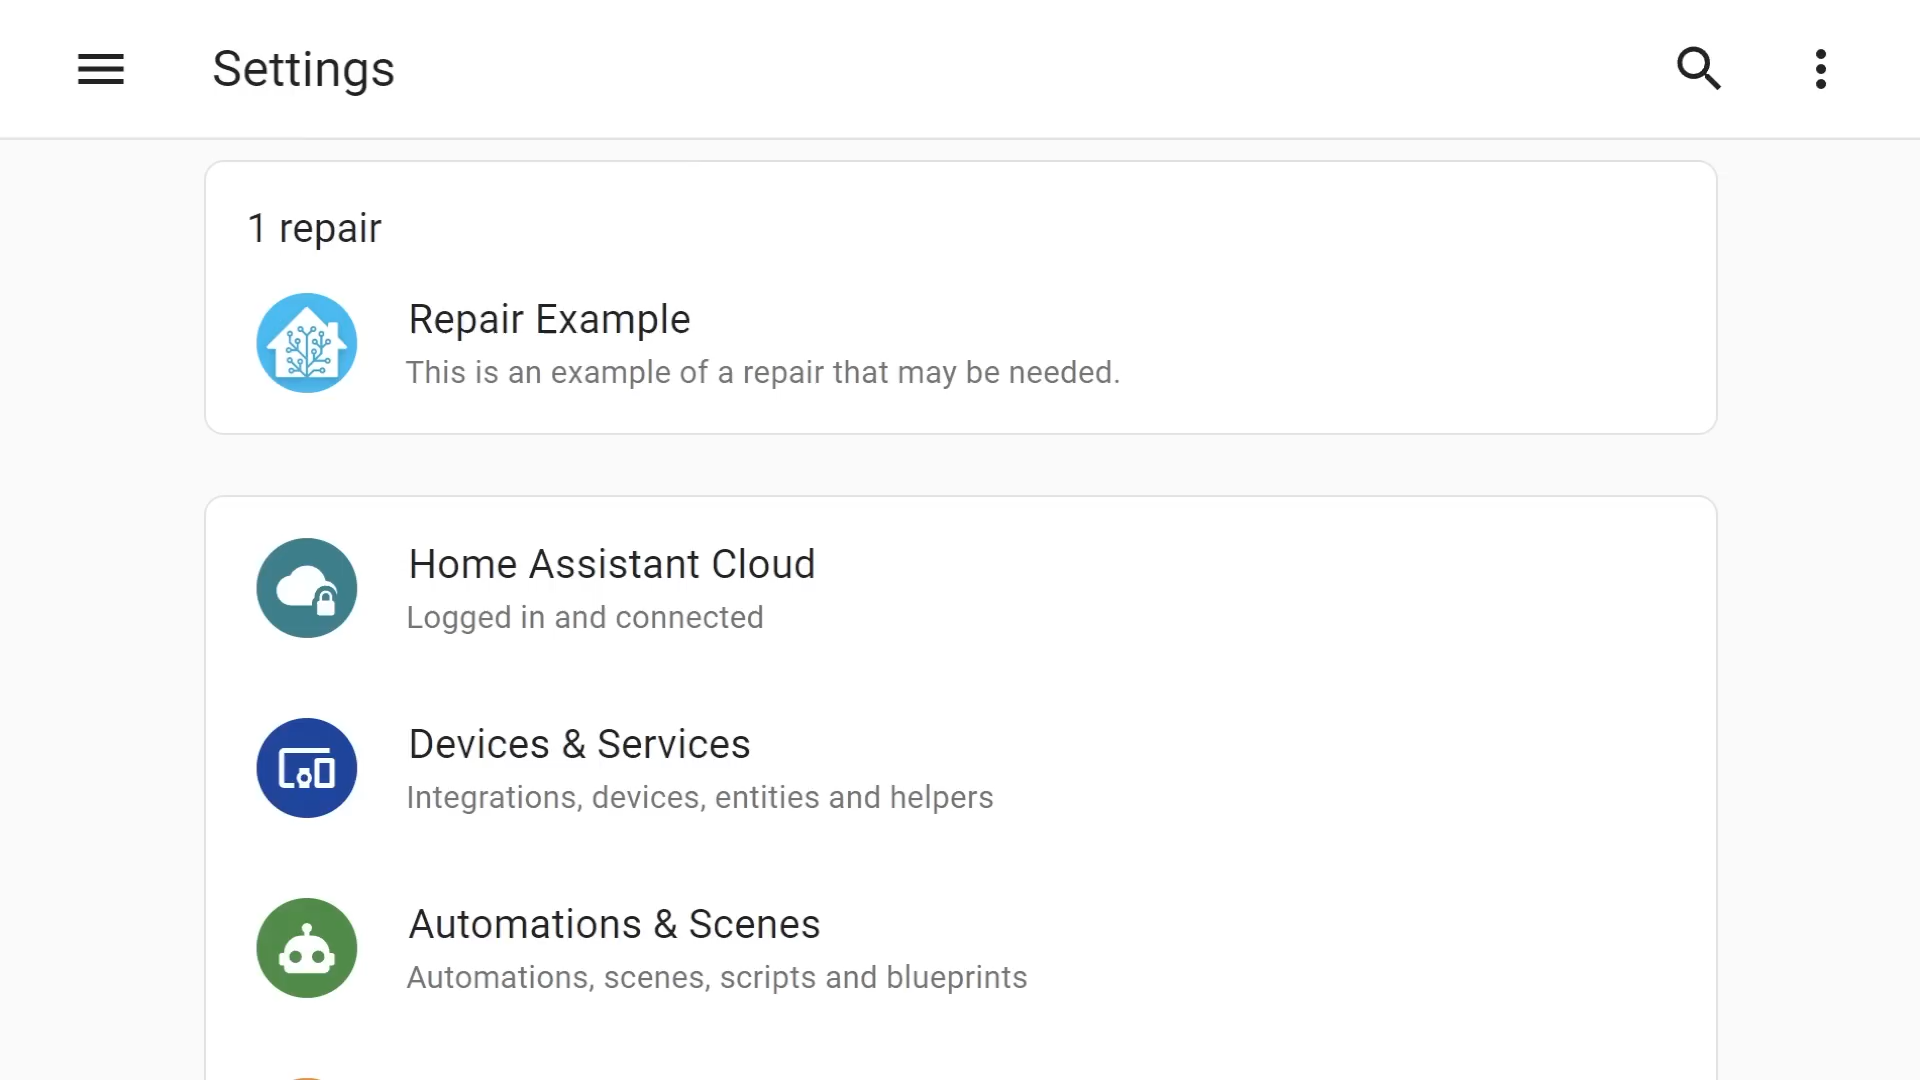 Settings
1 repair
Repair Example
This is an example of a repair that may be needed.
Home Assistant Cloud
Logged in and connected
Devices & Services
Integrations, devices, entities and helpers
Automations & Scenes
Automations, scenes, scripts and blueprints